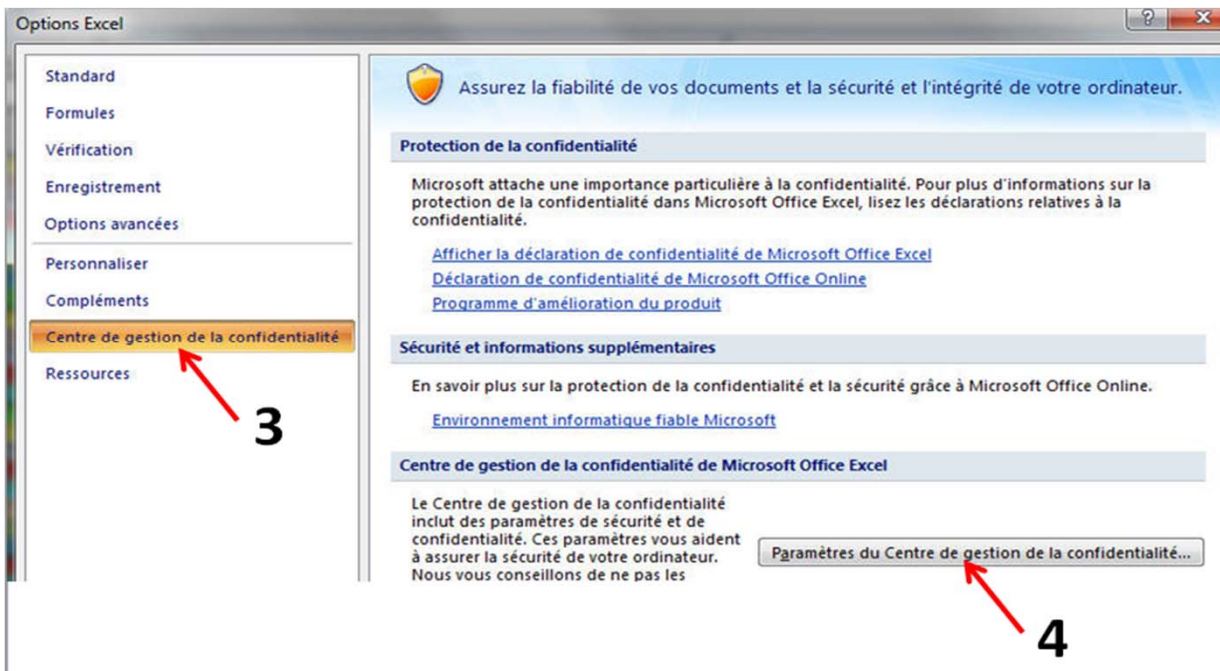 Options Excel
Standard
Formules
Vérification
Enregistrement
Options avancées
Personnaliser
Compléments
Centre de gestion de la confidentialité
Ressources
3
Assurez la fiabilité de vos documents et la sécurité et l'intégrité de votre ordinateur.
Protection de la confidentialité
Microsoft attache une importance particulière à la confidentialité. Pour plus d'informations sur la
protection de la confidentialité dans Microsoft Office Excel, lisez les déclarations relatives à la
confidentialité.
Afficher la déclaration de confidentialité de Microsoft Office Excel
Déclaration de confidentialité de Microsoft Office Online
Programme d'amélioration du produit
Sécurité et informations supplémentaires
En savoir plus sur la protection de la confidentialité et la sécurité grâce à Microsoft Office Online.
Environnement informatique fiable Microsoft
Centre de gestion de la confidentialité de Microsoft Office Excel
Le Centre de gestion de la confidentialité
inclut des paramètres de sécurité et de
confidentialité. Ces paramètres vous aident
à assurer la sécurité de votre ordinateur.
Nous vous conseillons de ne pas les
Paramètres du Centre de gestion de la confidentialité...
4